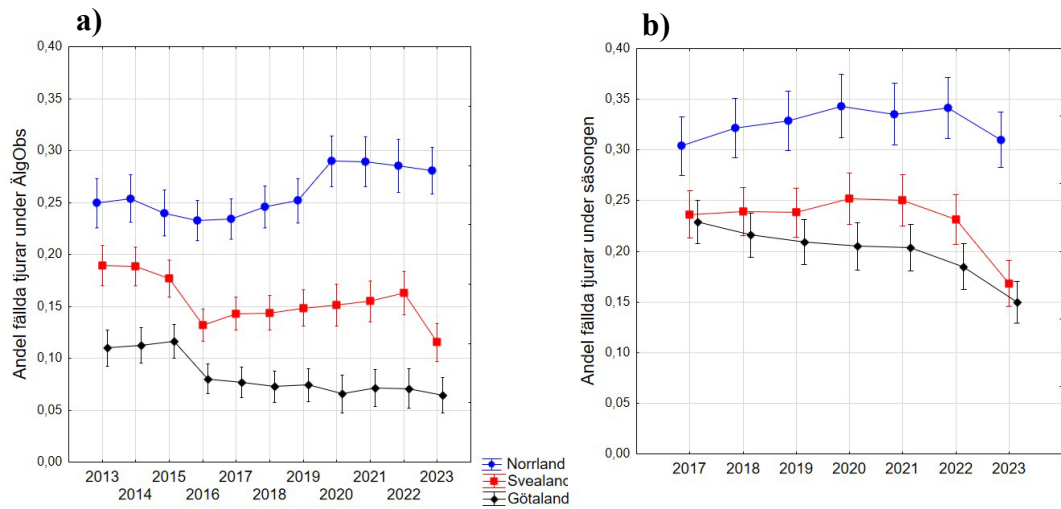 a)
Andel fällda tjurar under ÄlgObs
0,40
0,35
0,30
0,25
0,20
0,15
0,10
0,05
0,00
2013 2015 2017 2019 2021 2023
2014 2016 2018 2020 2022
Norrland
Svealand
Götaland
b)
Andel fällda tjurar under säsongen
0,40
0,35
0,30
0,25
0,20
0,15
0,10
0,05
0,00
2017 2018 2019 2020 2021 2022 2023